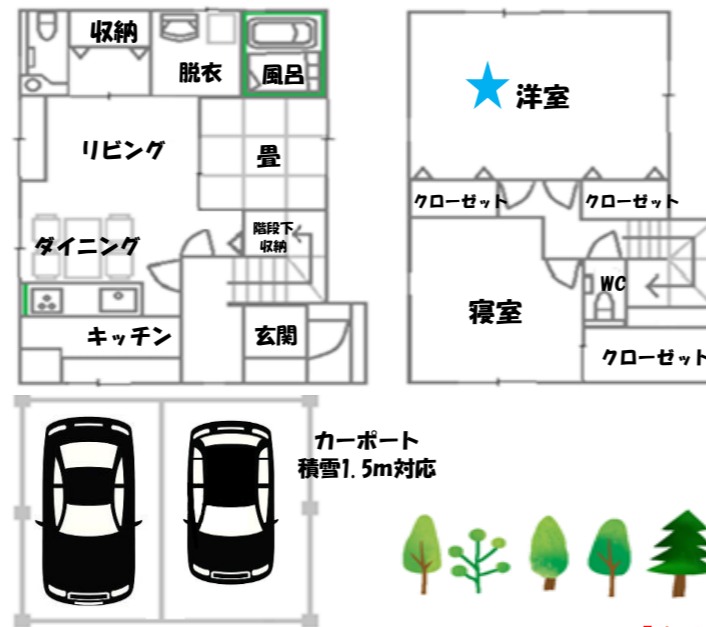 収納
脱衣
風呂
リビング
畳
階段下
収納
ダイニング
キッチン
玄関
洋室
クローゼット
クローゼット
WC
寝室
クローゼット
カーポート
積雪1.5m対応